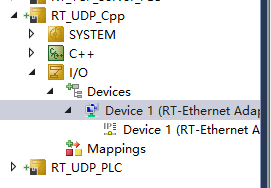 RT_UDP_Cpp
SYSTEM
C++
I/O
Devices
Device 1 (RT-Ethernet Adap
Device 1 (RT-Ethernet A
Mappings
RT_UDP_PLC